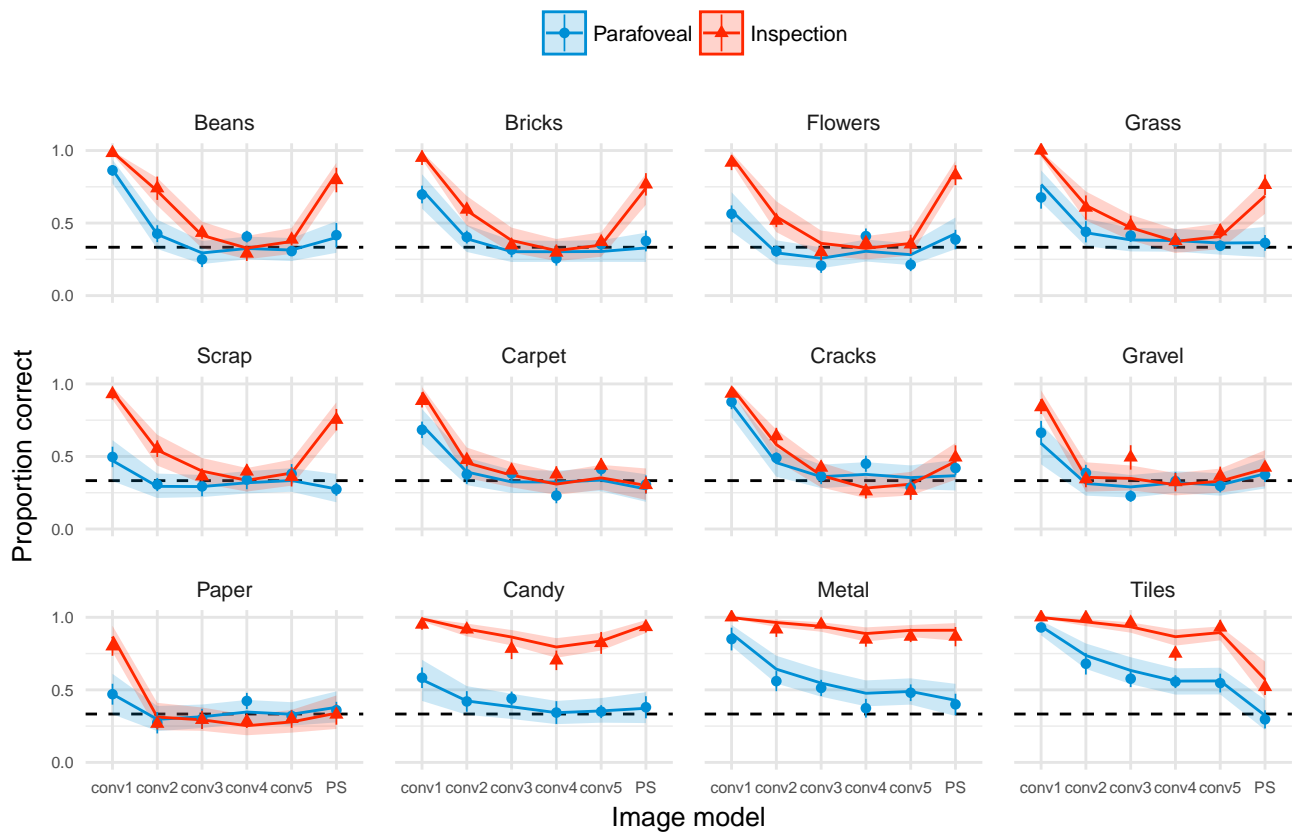 Parafoveal Inspection
Beans Bricks Flowers Grass
1.0
0.5
0.0
Scrap Carpet Cracks Gravel
1.0
0.5
0.0
Paper Candy Metal Tiles
1.0
0.5
0.0
conv1 conv2 conv3 conv4 conv5 PS conv1 conv2 conv3 conv4 conv5 PS conv1 conv2 conv3 conv4 conv5 PS conv1 conv2 conv3 conv4 conv5 PS
Proportion correct
Image model